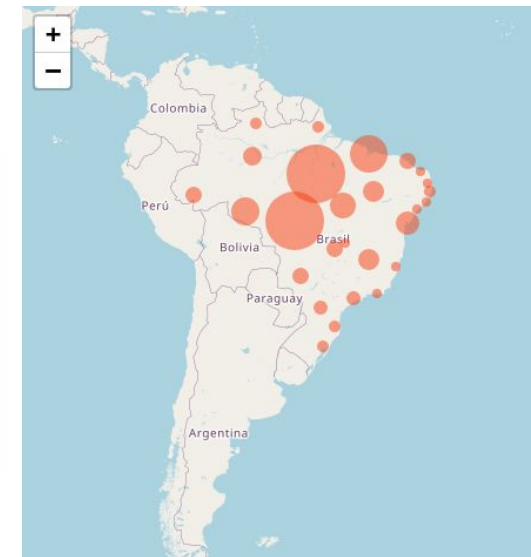 +
−
Colombia
Perú
Brasil
Bolivia
Paraguay
Argentina